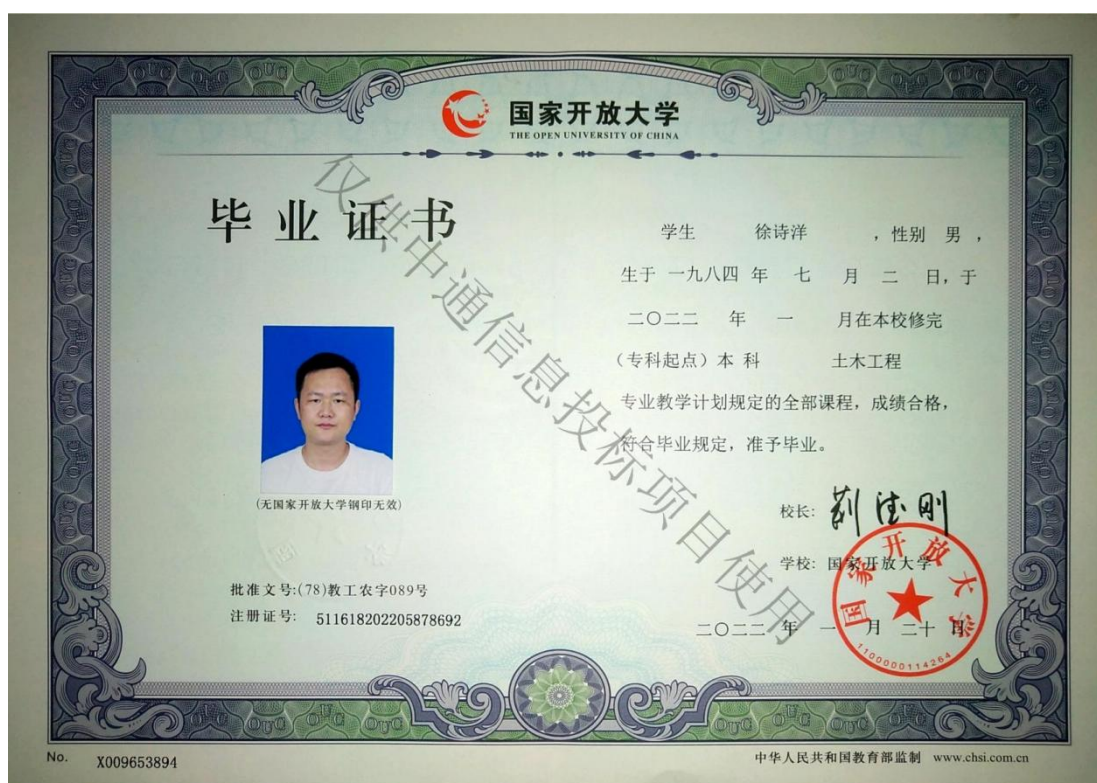 国家开放大学
THE OPEN UNIVERSITY OF CHINA
毕业证书
学生 徐诗洋 ，性别 男，
生于 一九八四 年 七 月 二 日，于
二〇二二 年 一 月在本校修完
（专科起点）本 科 土木工程
专业教学计划规定的全部课程，成绩合格，
符合毕业规定，准予毕业。
(无国家开放大学钢印无效)
批准文号:(78)教工农字089号
注册证号: 511618202205878692
校长: 荆德刚
学校: 国家开放大学
二〇二二 年 一 月 二十 日
国家开放大学
1100000114264
仅供中通信息投标项目使用
No. X009653894
中华人民共和国教育部监制 www.chsi.com.cn